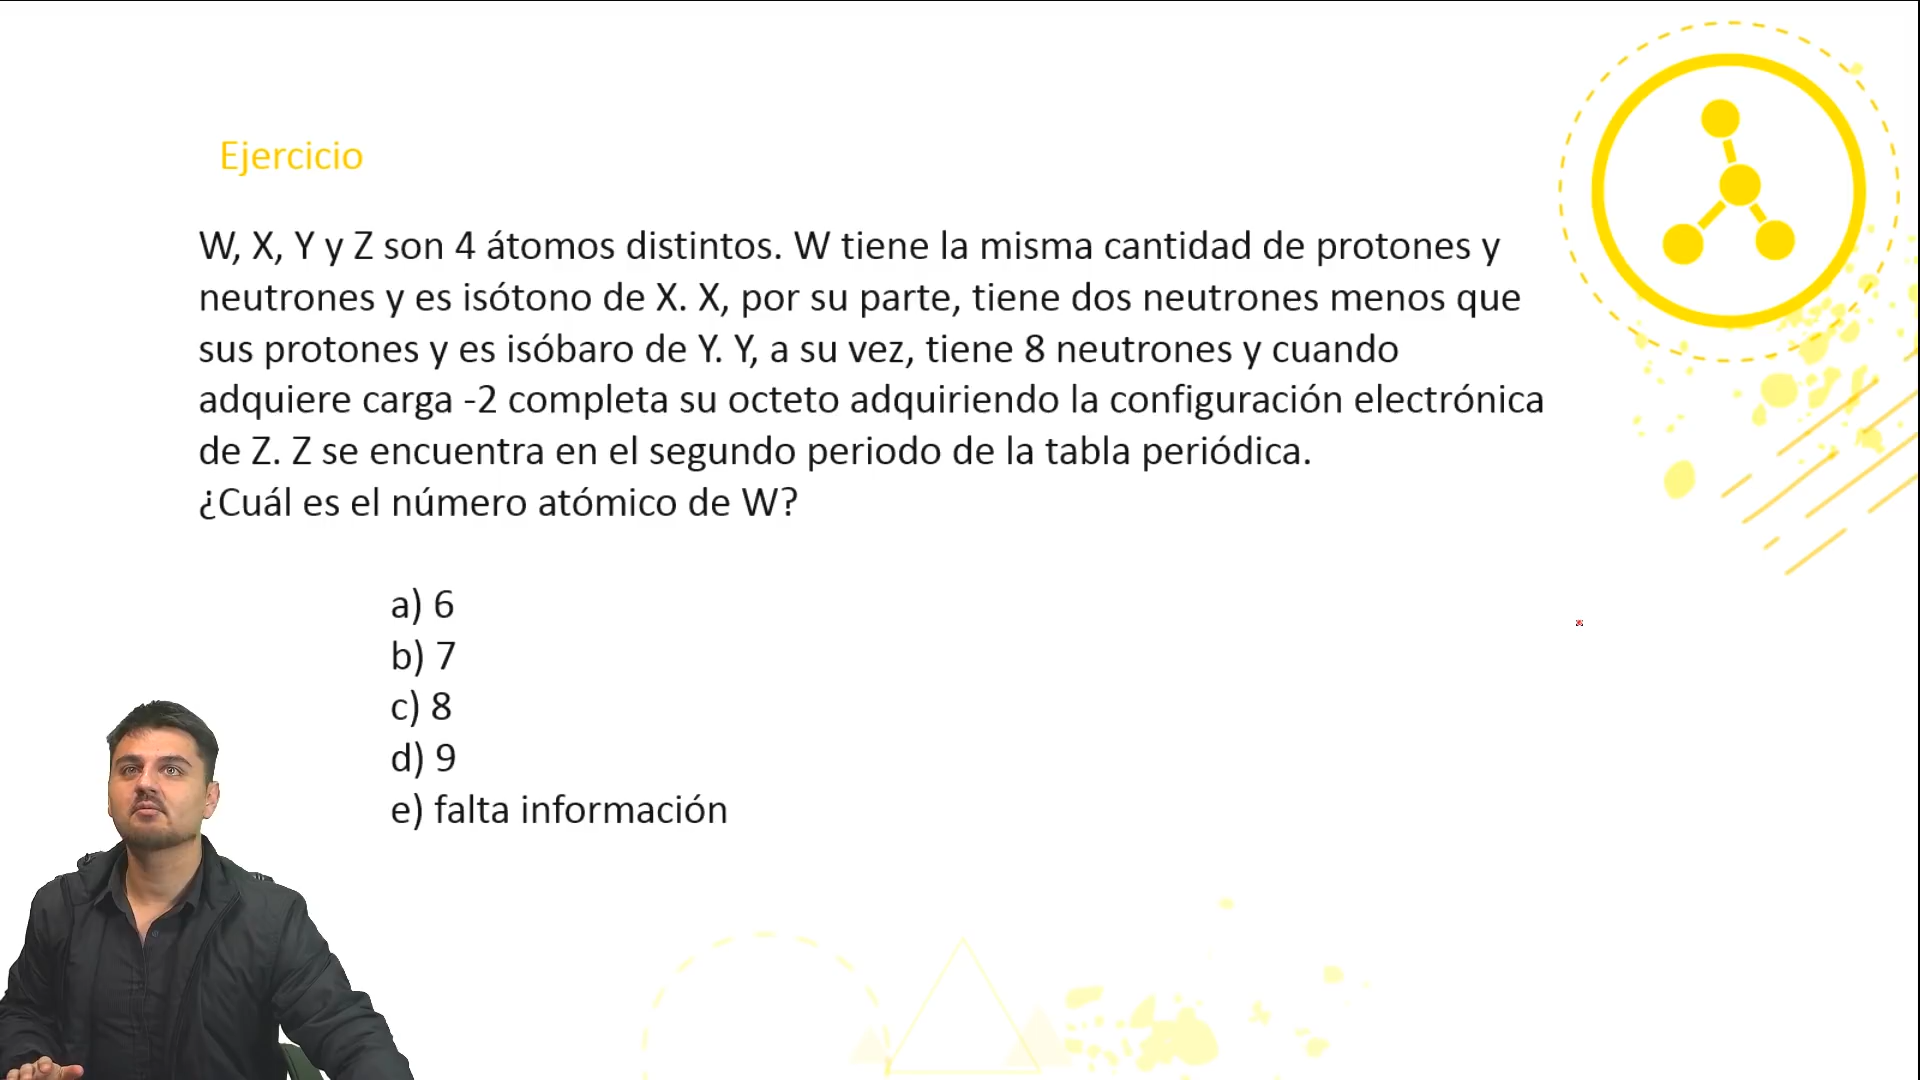 Ejercicio
W, X, Y y Z son 4 átomos distintos. W tiene la misma cantidad de protones y
neutrones y es isótono de X. X, por su parte, tiene dos neutrones menos que
sus protones y es isóbaro de Y. Y, a su vez, tiene 8 neutrones y cuando
adquiere carga -2 completa su octeto adquiriendo la configuración electrónica
de Z. Z se encuentra en el segundo periodo de la tabla periódica.
¿Cuál es el número atómico de W?
a) 6
b) 7
c) 8
d) 9
e) falta información